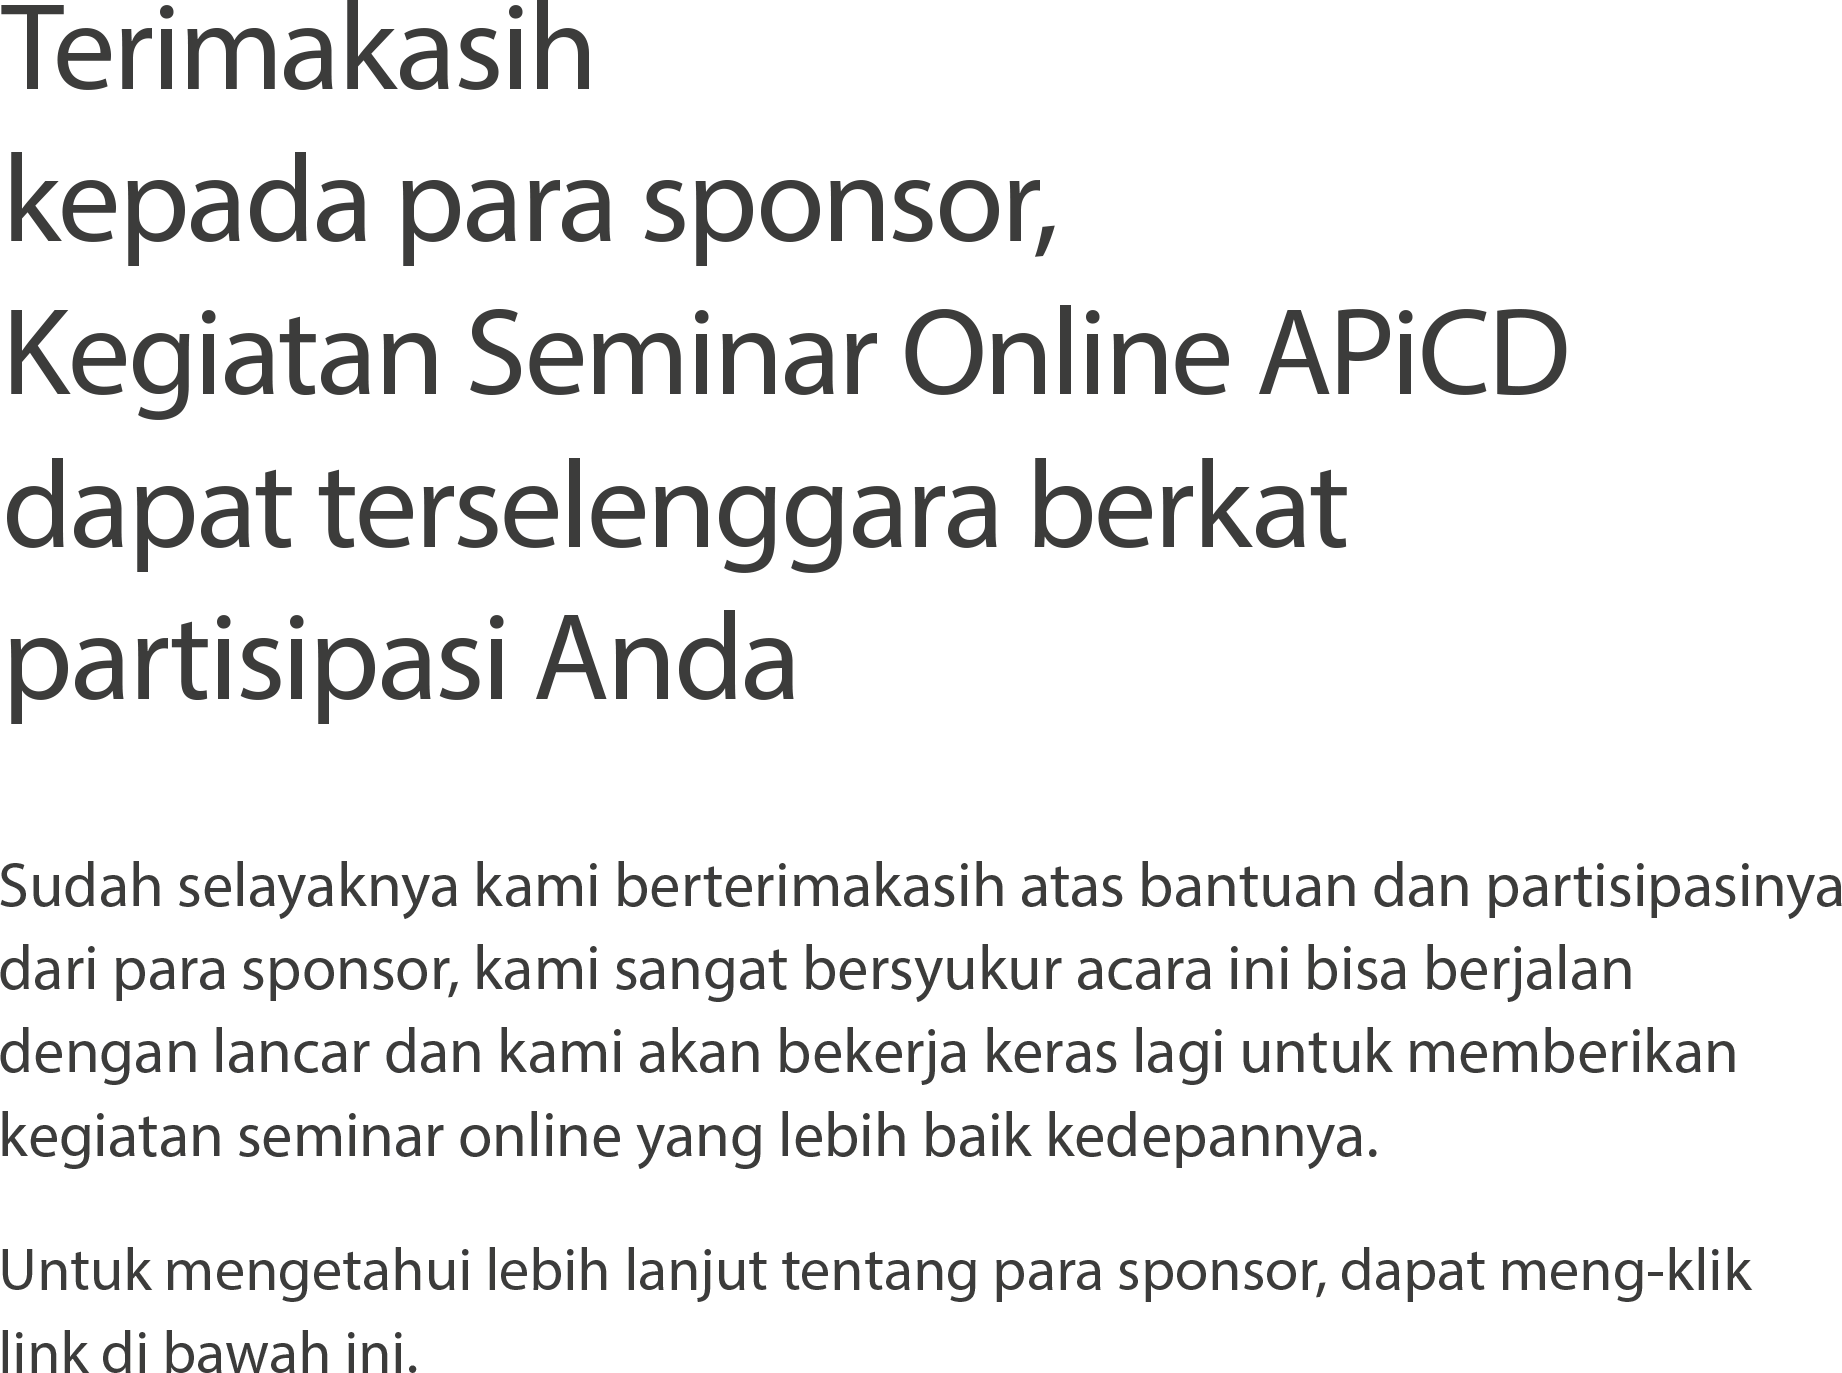 Terimakasih
kepada para sponsor,
Kegiatan Seminar Online APiCD
dapat terselenggara berkat
partisipasi Anda
Sudah selayaknya kami berterimakasih atas bantuan dan partisipasinya
dari para sponsor, kami sangat bersyukur acara ini bisa berjalan
dengan lancar dan kami akan bekerja keras lagi untuk memberikan
kegiatan seminar online yang lebih baik kedepannya.
Untuk mengetahui lebih lanjut tentang para sponsor, dapat meng-klik
link di bawah ini.